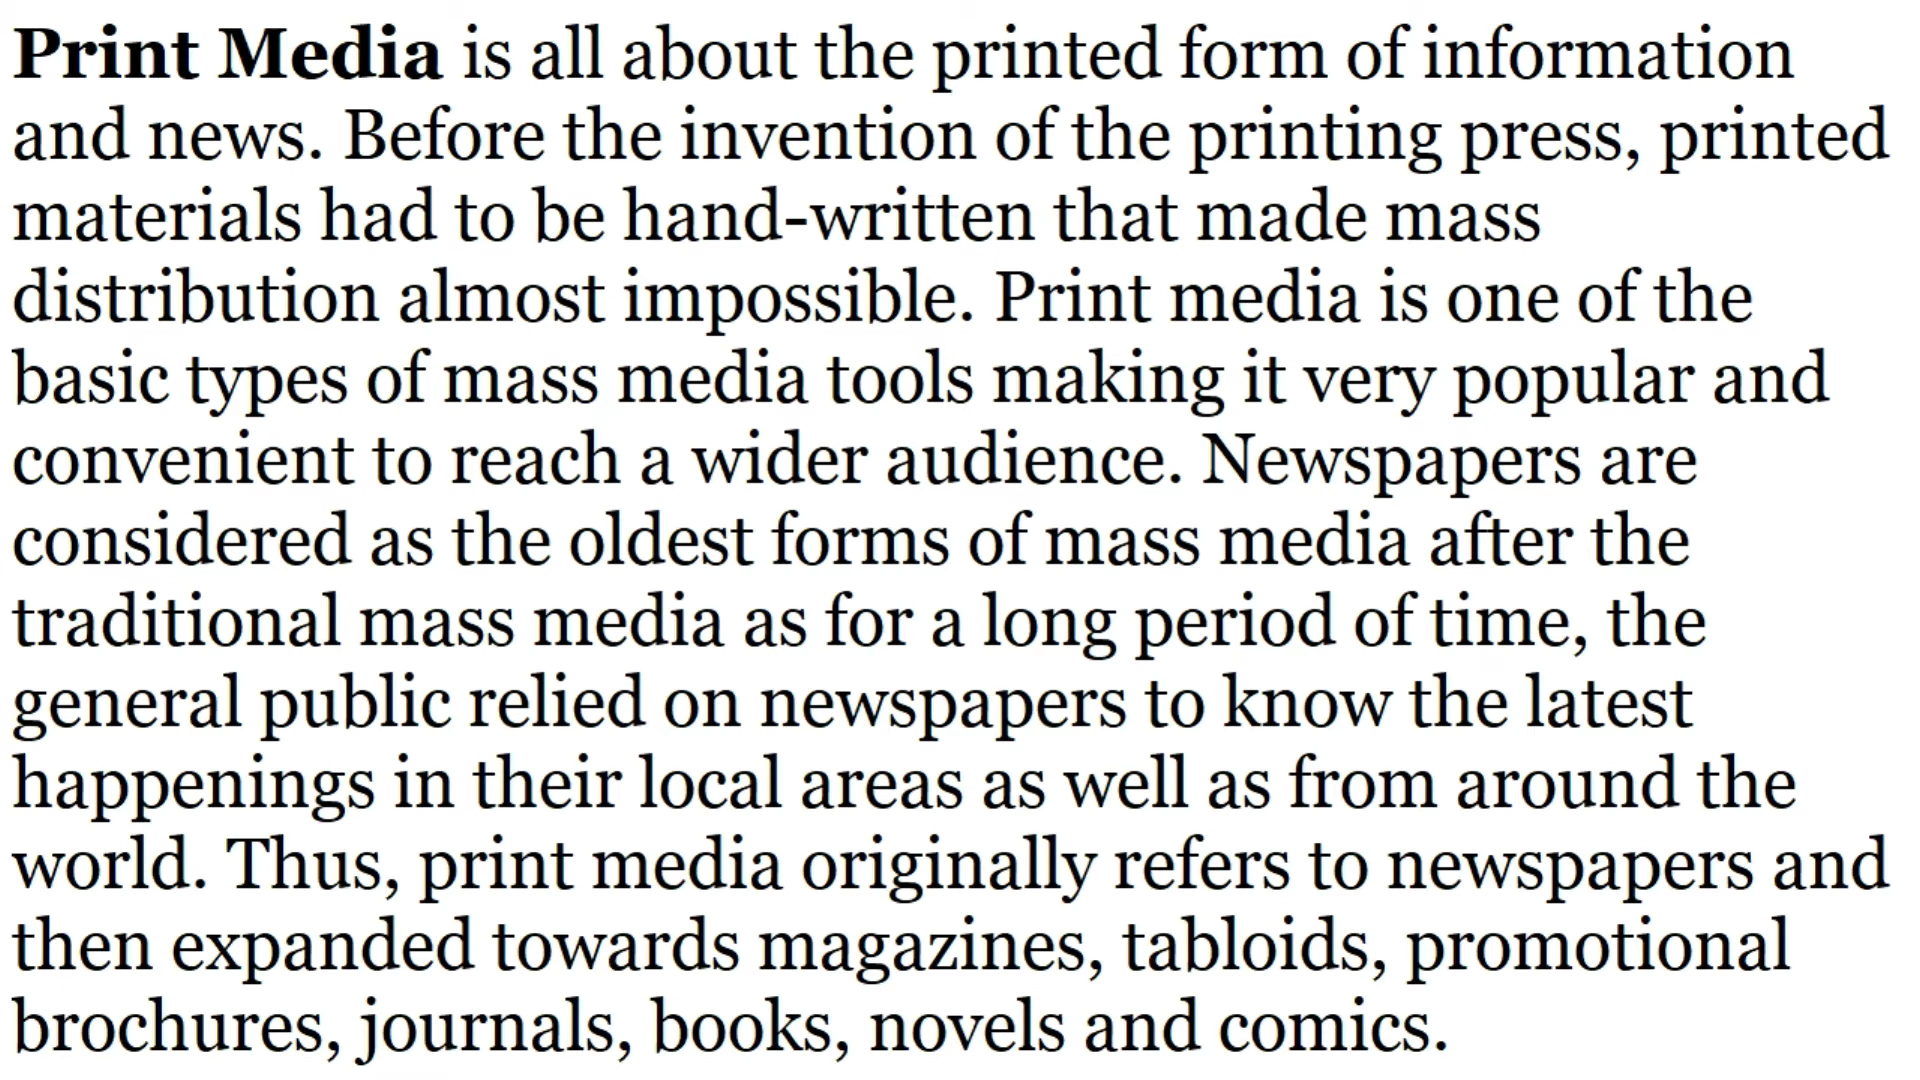 Print Media is all about the printed form of information
and news. Before the invention of the printing press, printed
materials had to be hand-written that made mass
distribution almost impossible. Print media is one of the
basic types of mass media tools making it very popular and
convenient to reach a wider audience. Newspapers are
considered as the oldest forms of mass media after the
traditional mass media as for a long period of time, the
general public relied on newspapers to know the latest
happenings in their local areas as well as from around the
world. Thus, print media originally refers to newspapers and
then expanded towards magazines, tabloids, promotional
brochures, journals, books, novels and comics.